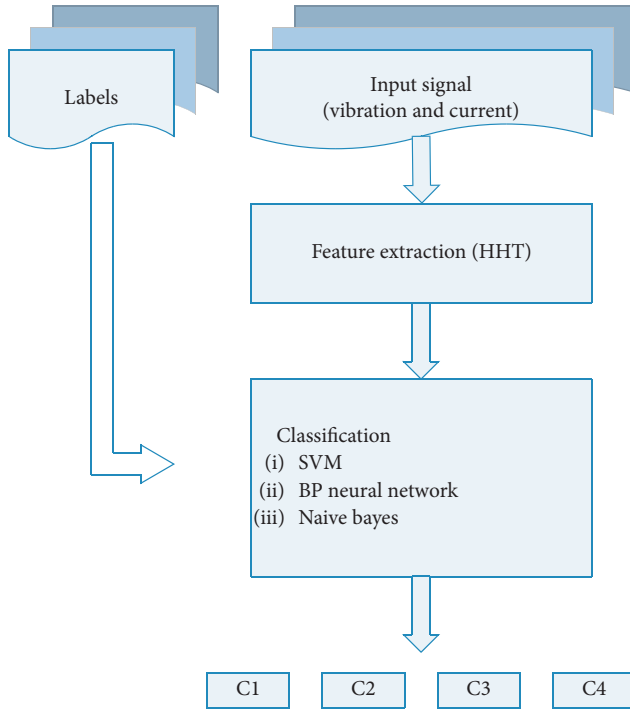 Labels
Input signal
(vibration and current)
Feature extraction (HHT)
Classification
(i) SVM
(ii) BP neural network
(iii) Naive bayes
C1
C2
C3
C4